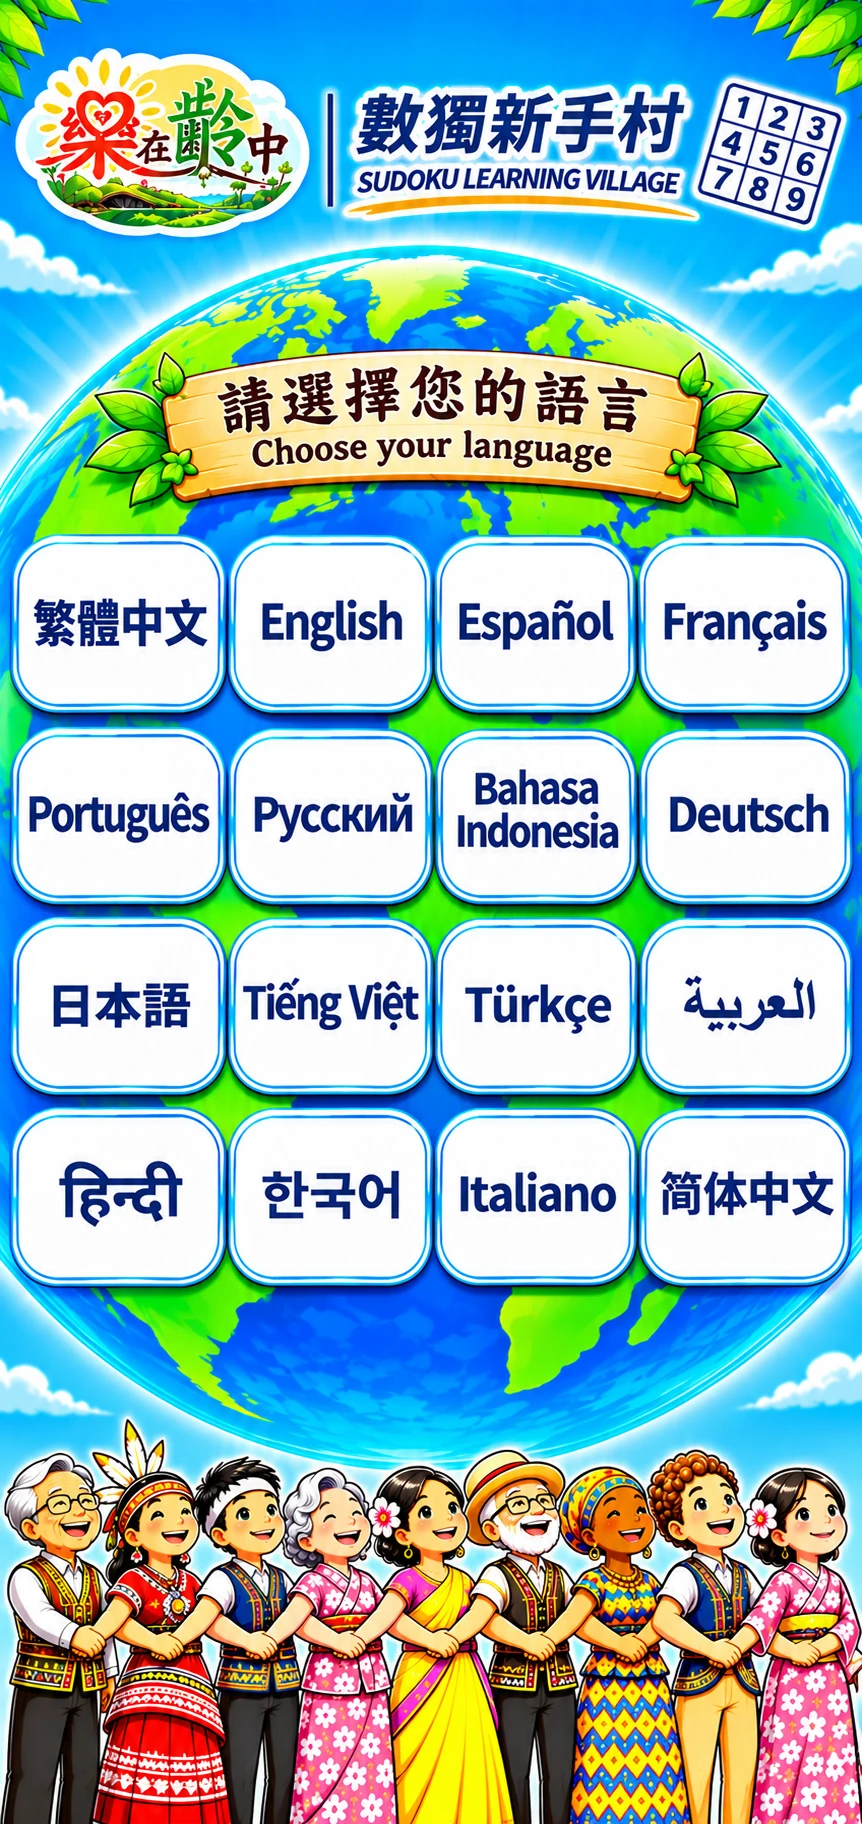 樂在齡中
數獨新手村
SUDOKU LEARNING VILLAGE
1 2 3
4 5 6
7 8 9
請選擇您的語言
Choose your language
繁體中文
English
Español
Français
Português
Русский
Bahasa
Indonesia
Deutsch
日本語
Tiếng Việt
Türkçe
العربية
हिन्दी
한국어
Italiano
简体中文